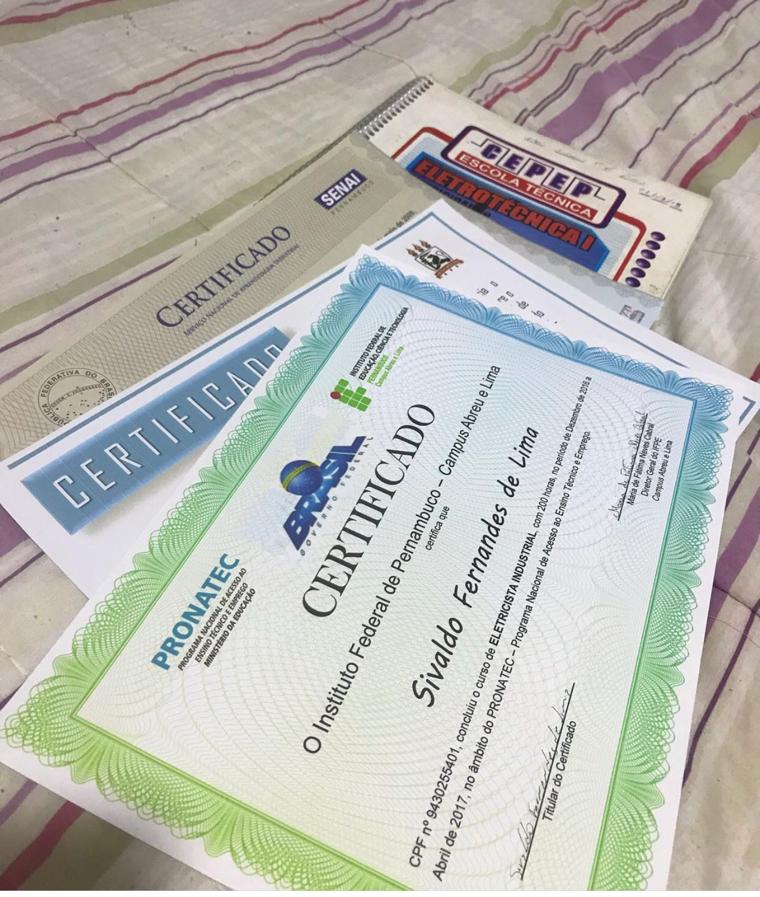 CEPEP
ESCOLA TÉCNICA
ELETROTÉCNICA I
SENAI
PERNAMBUCO
CERTIFICADO
SERVIÇO NACIONAL DE APRENDIZAGEM INDUSTRIAL
CERTIFICADO
INSTITUTO FEDERAL DE
EDUCAÇÃO, CIÊNCIA E TECNOLOGIA
PERNAMBUCO
Campus Abreu e Lima
BRASIL
GOVERNO FEDERAL
PRONATEC
PROGRAMA NACIONAL DE ACESSO AO
ENSINO TÉCNICO E EMPREGO
MINISTÉRIO DA EDUCAÇÃO
CERTIFICADO
O Instituto Federal de Pernambuco – Campus Abreu e Lima
certifica que
Sivaldo Fernandes de Lima
CPF nº 9430255401, concluiu o curso de ELETRICISTA INDUSTRIAL, com 200 horas, no período de Dezembro de 2016 a
Abril de 2017, no âmbito do PRONATEC – Programa Nacional de Acesso ao Ensino Técnico e Emprego.
Titular do Certificado
Maria de Fátima Neves Cabral
Diretor Geral do IFPE
Campus Abreu e Lima